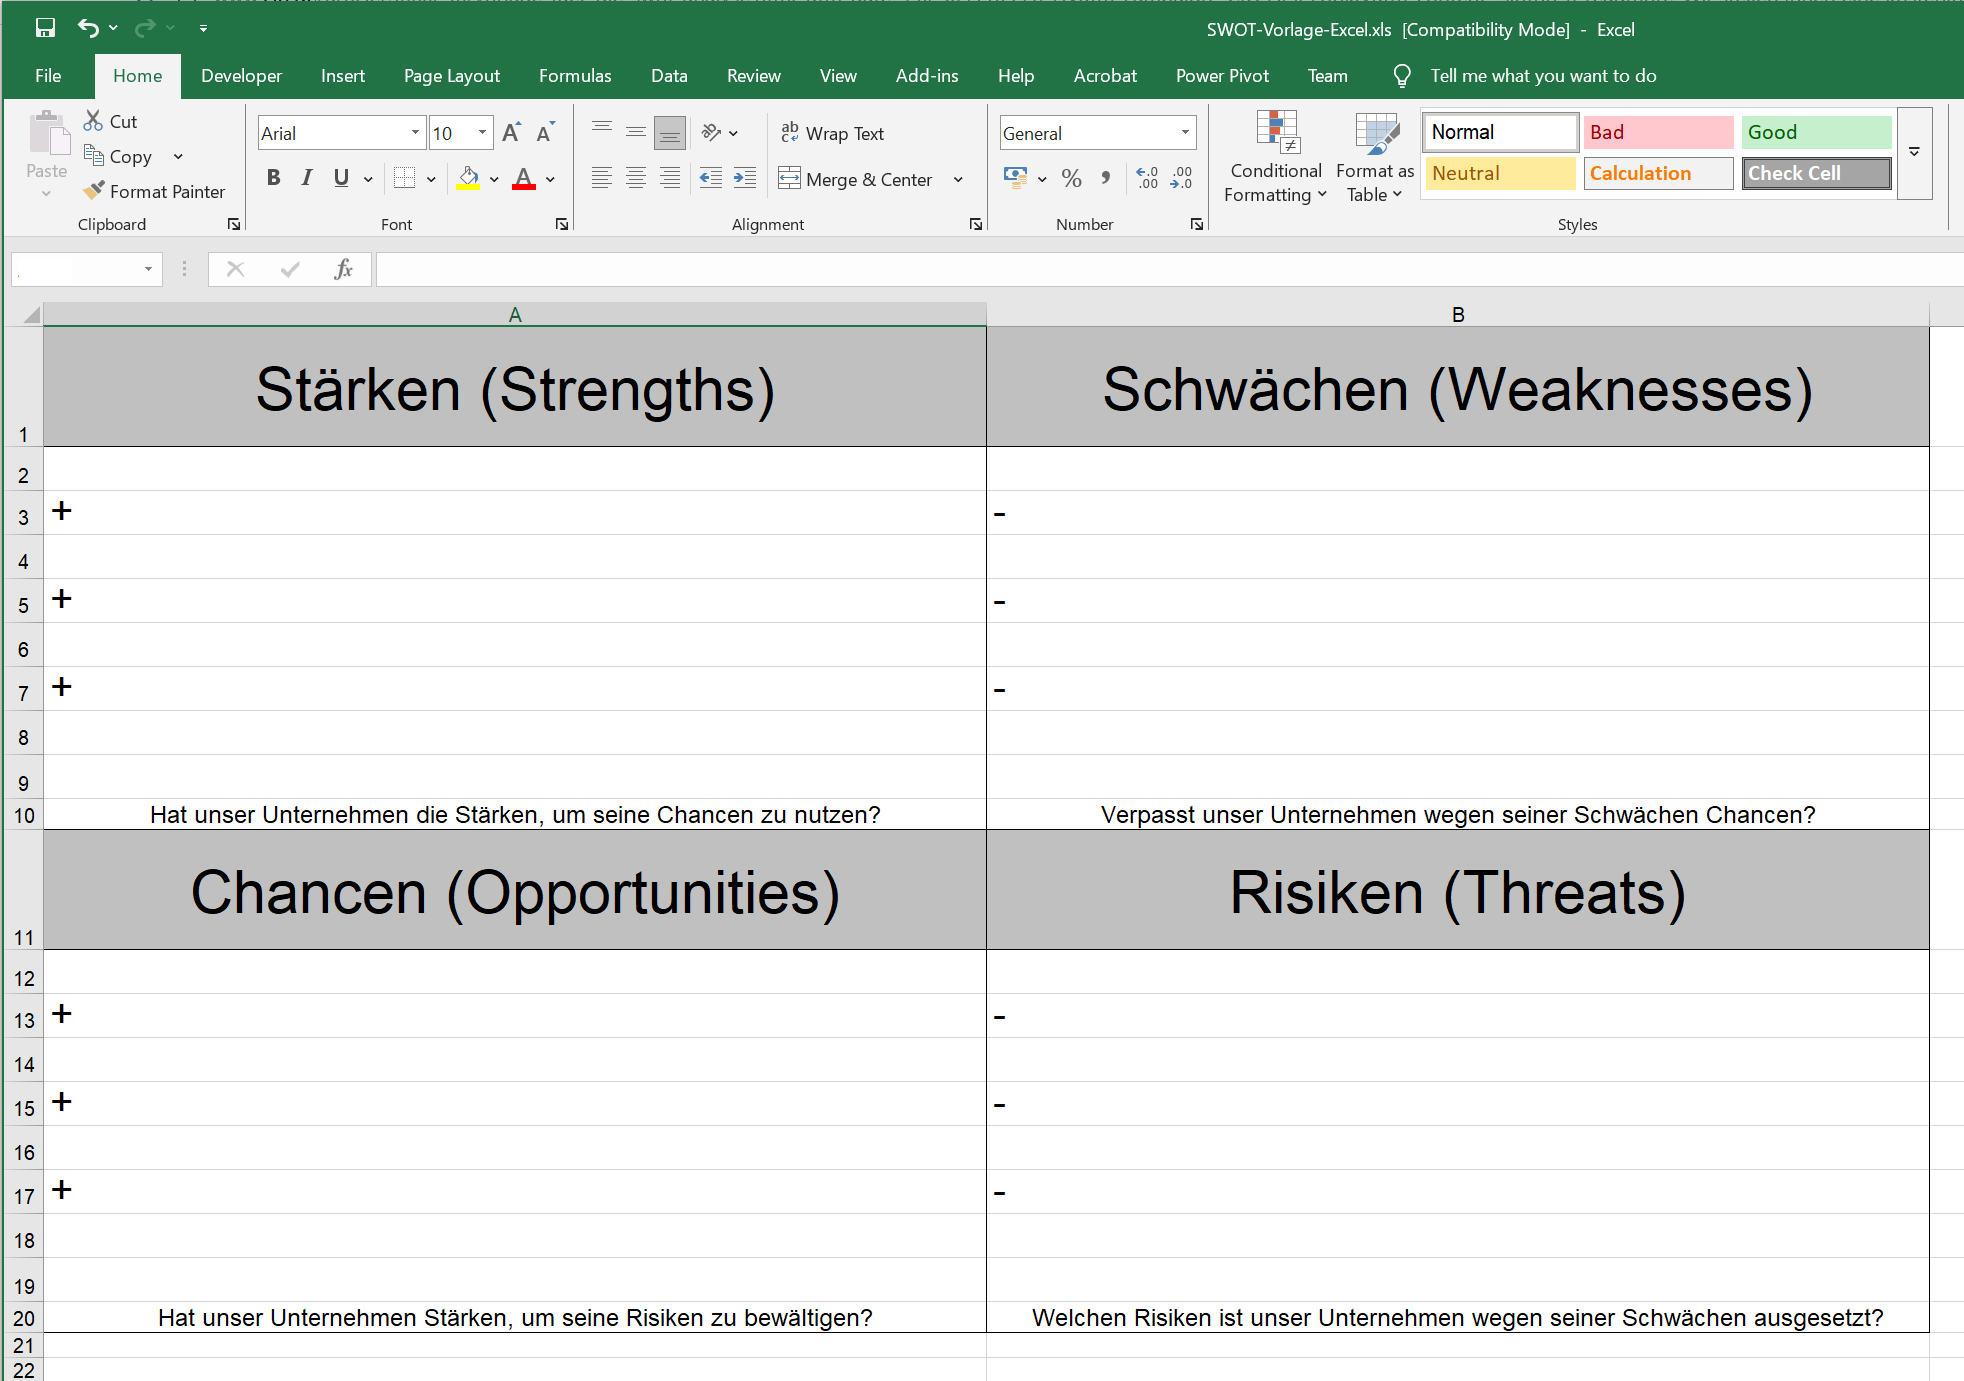 SWOT-Vorlage-Excel.xls [Compatibility Mode] - Excel
File Home Developer Insert Page Layout Formulas Data Review View Add-ins Help Acrobat Power Pivot Team Tell me what you want to do
Paste
Cut
Copy
Format Painter
Clipboard
Arial 10
B I U
Font
Wrap Text
Merge & Center
Alignment
General
%
Number
Conditional Formatting
Format as Table
Normal Bad Good
Neutral Calculation Check Cell
Styles
fx
A B
1 Stärken (Strengths) Schwächen (Weaknesses)
2
3 + -
4
5 + -
6
7 + -
8
9
10 Hat unser Unternehmen die Stärken, um seine Chancen zu nutzen? Verpasst unser Unternehmen wegen seiner Schwächen Chancen?
11 Chancen (Opportunities) Risiken (Threats)
12
13 + -
14
15 + -
16
17 + -
18
19
20 Hat unser Unternehmen Stärken, um seine Risiken zu bewältigen? Welchen Risiken ist unser Unternehmen wegen seiner Schwächen ausgesetzt?
21
22